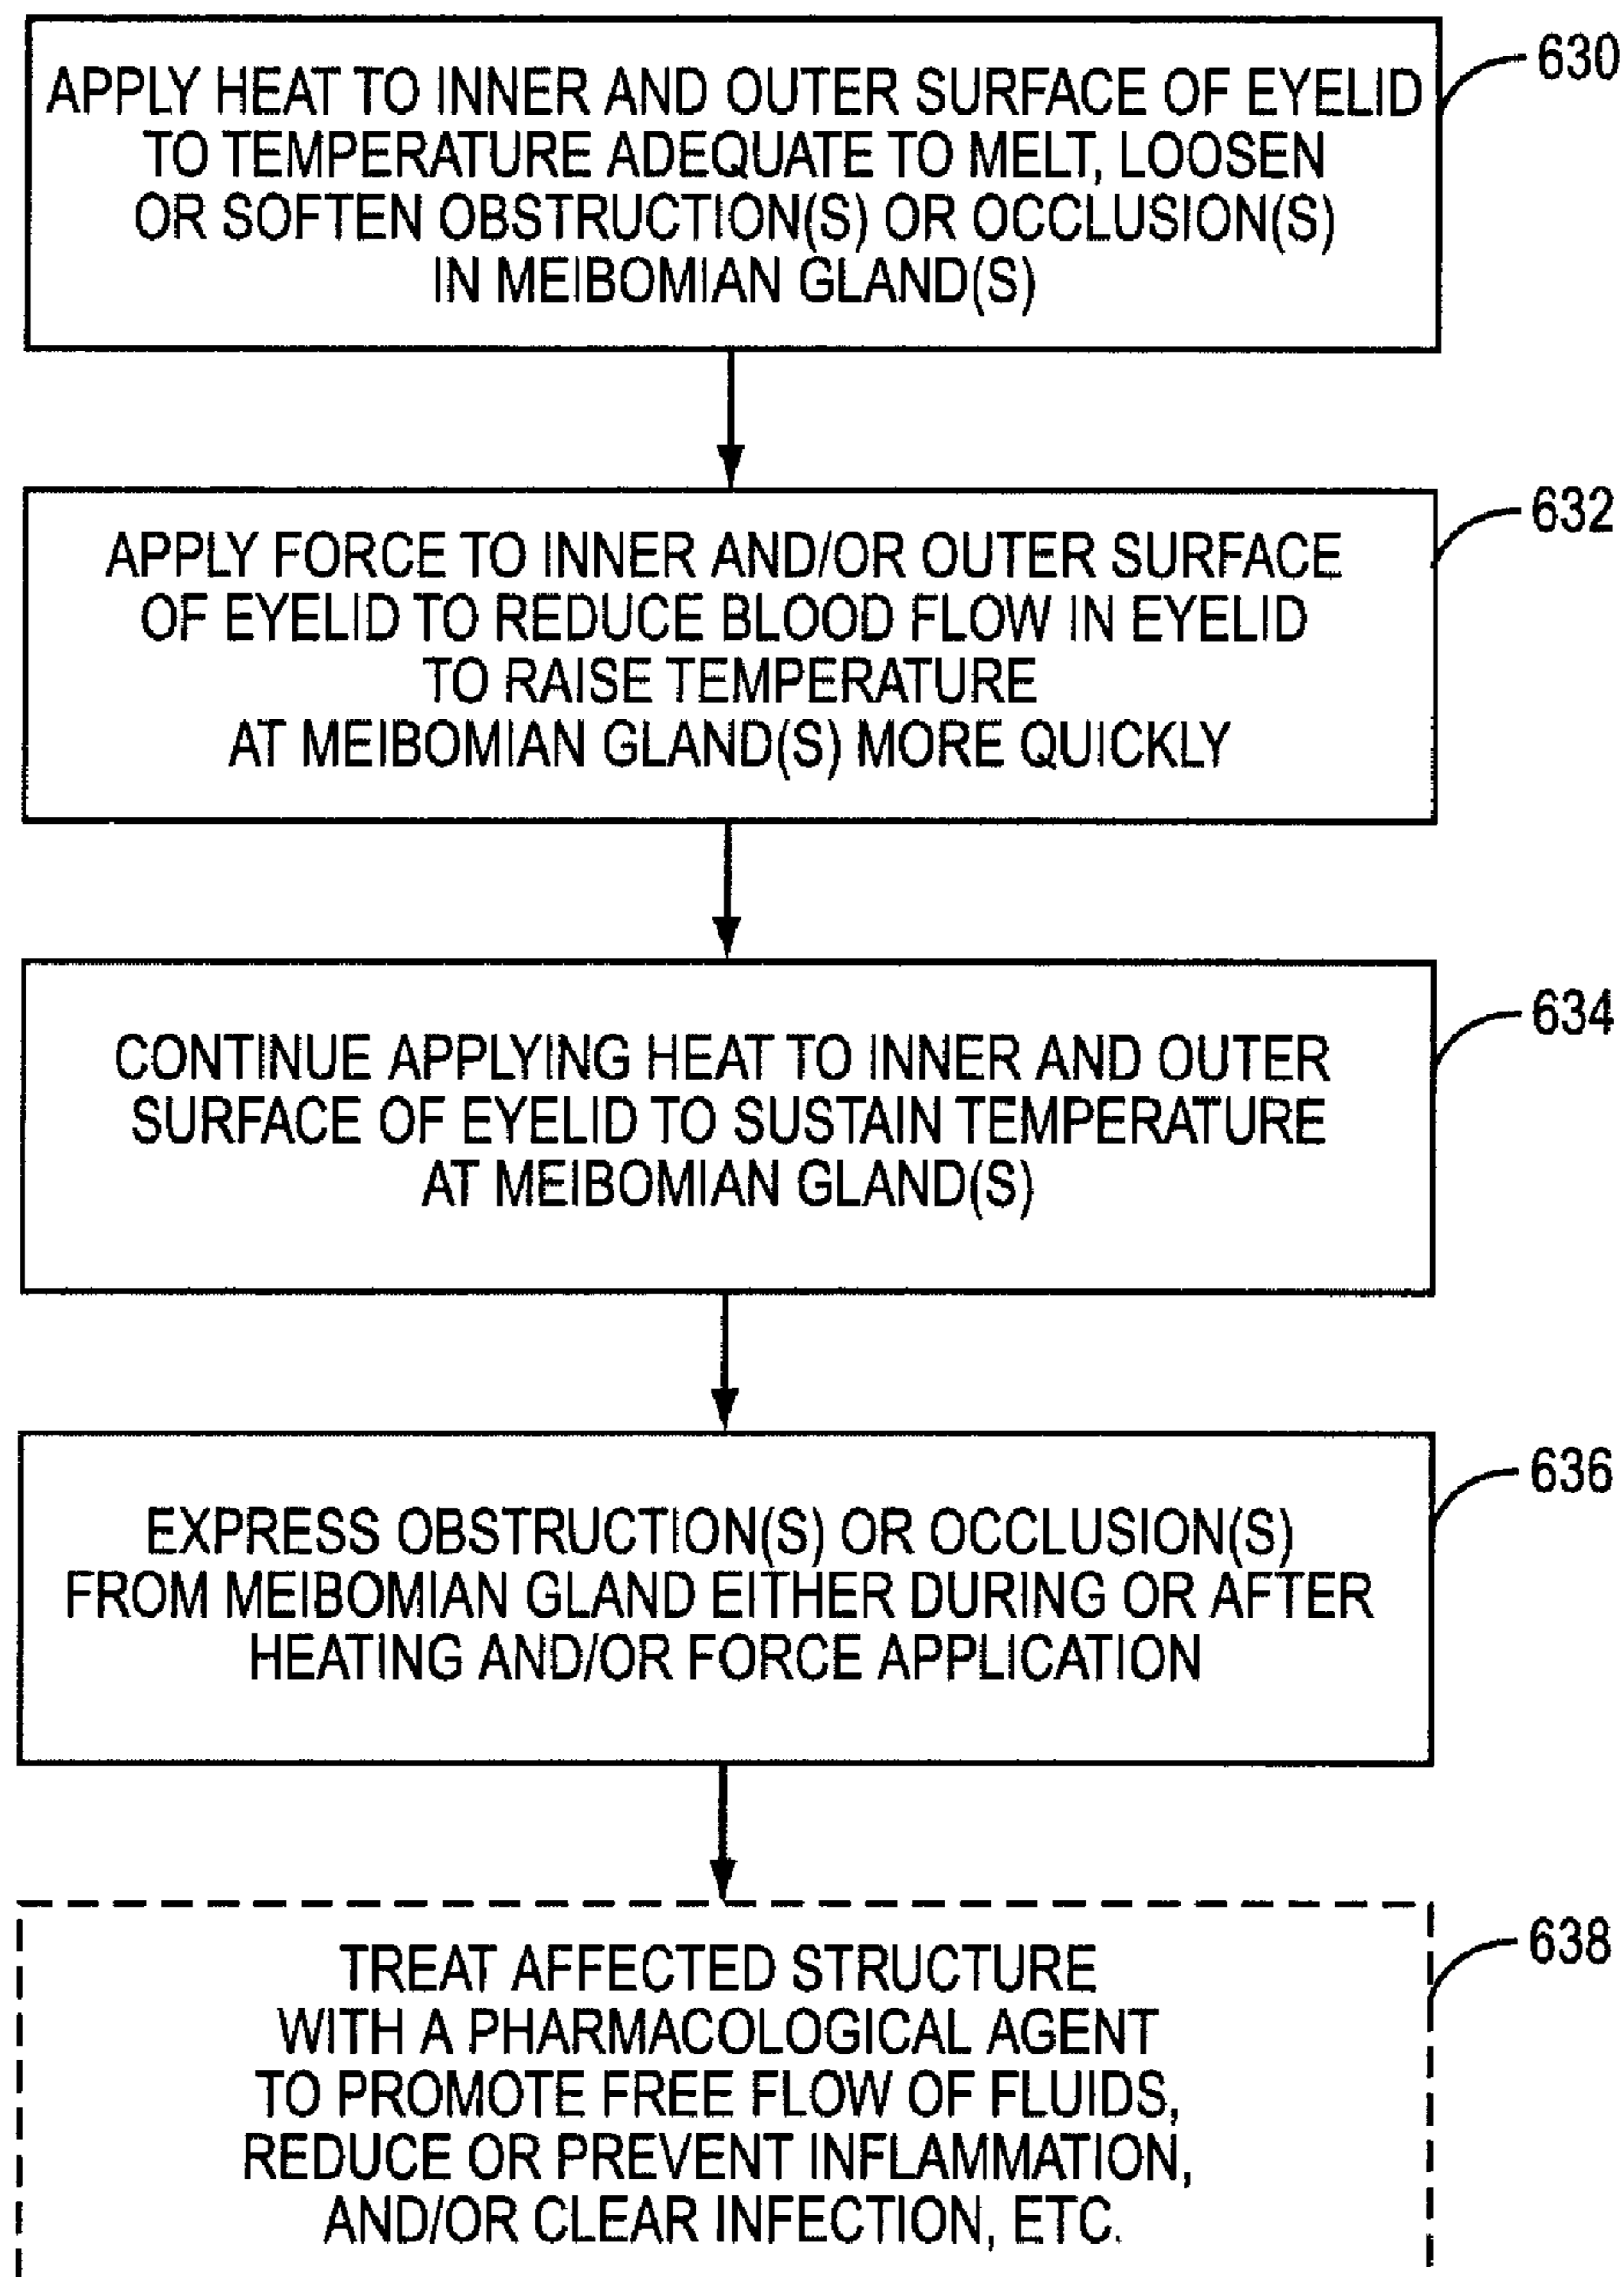 APPLY HEAT TO INNER AND OUTER SURFACE OF EYELID
TO TEMPERATURE ADEQUATE TO MELT, LOOSEN
OR SOFTEN OBSTRUCTION(S) OR OCCLUSION(S)
IN MEIBOMIAN GLAND(S)
630
APPLY FORCE TO INNER AND/OR OUTER SURFACE
OF EYELID TO REDUCE BLOOD FLOW IN EYELID
TO RAISE TEMPERATURE
AT MEIBOMIAN GLAND(S) MORE QUICKLY
632
CONTINUE APPLYING HEAT TO INNER AND OUTER
SURFACE OF EYELID TO SUSTAIN TEMPERATURE
AT MEIBOMIAN GLAND(S)
634
EXPRESS OBSTRUCTION(S) OR OCCLUSION(S)
FROM MEIBOMIAN GLAND EITHER DURING OR AFTER
HEATING AND/OR FORCE APPLICATION
636
TREAT AFFECTED STRUCTURE
WITH A PHARMACOLOGICAL AGENT
TO PROMOTE FREE FLOW OF FLUIDS,
REDUCE OR PREVENT INFLAMMATION,
AND/OR CLEAR INFECTION, ETC.
638